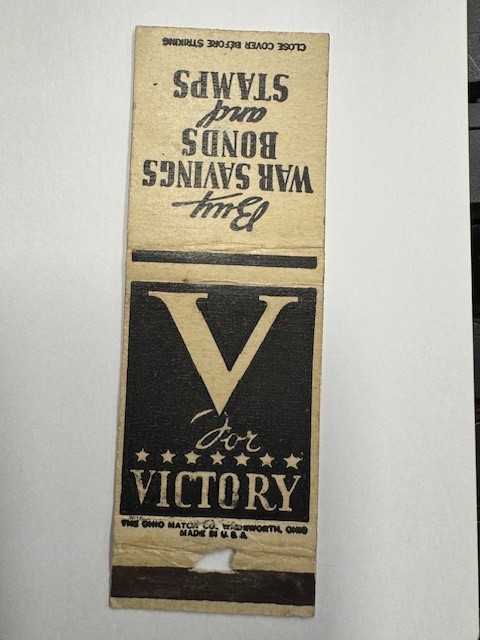 CLOSE COVER BEFORE STRIKING
Buy
WAR SAVINGS
BONDS
and
STAMPS
V
for
VICTORY
THE OHIO MATCH CO. WADSWORTH, OHIO
MADE IN U.S.A.